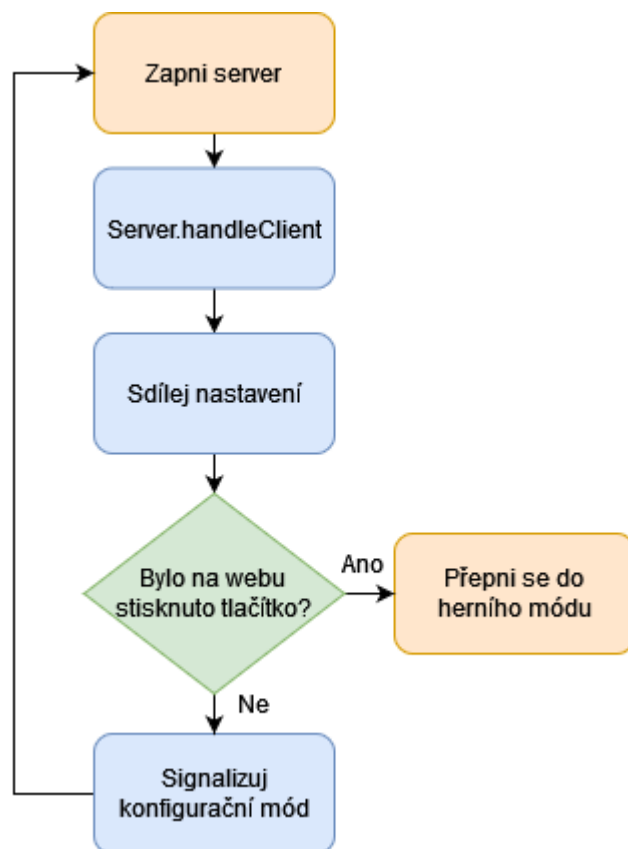 Zapni server
Server.handleClient
Sdílej nastavení
Bylo na webu
stisknuto tlačítko?
Ano
Přepni se do
herního módu
Ne
Signalizuj
konfigurační mód